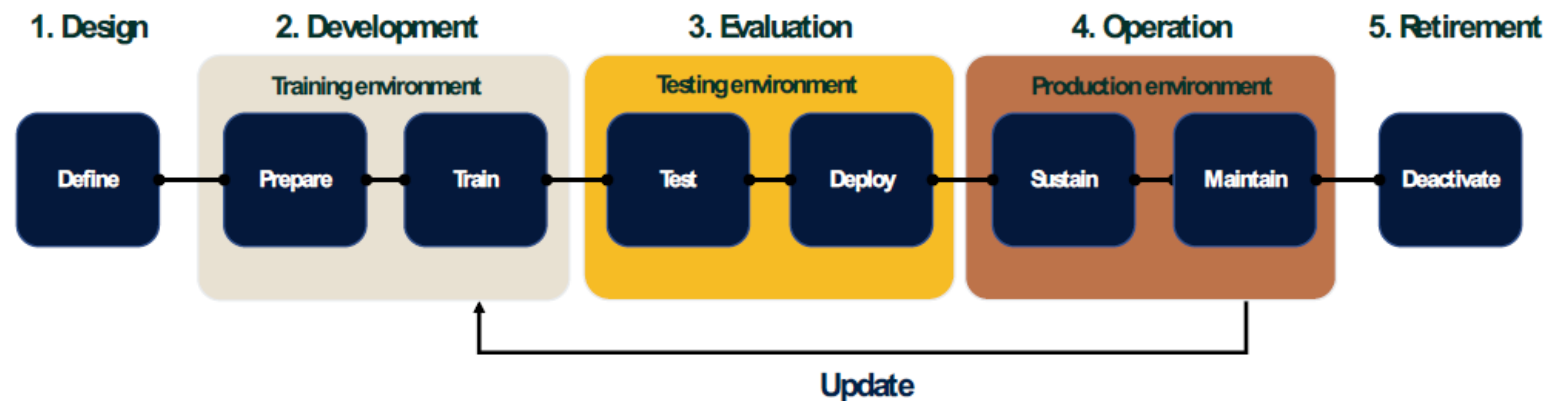 1. Design
2. Development
3. Evaluation
4. Operation
5. Retirement
Training environment
Testing environment
Production environment
Define
Prepare
Train
Test
Deploy
Sustain
Maintain
Deactivate
Update